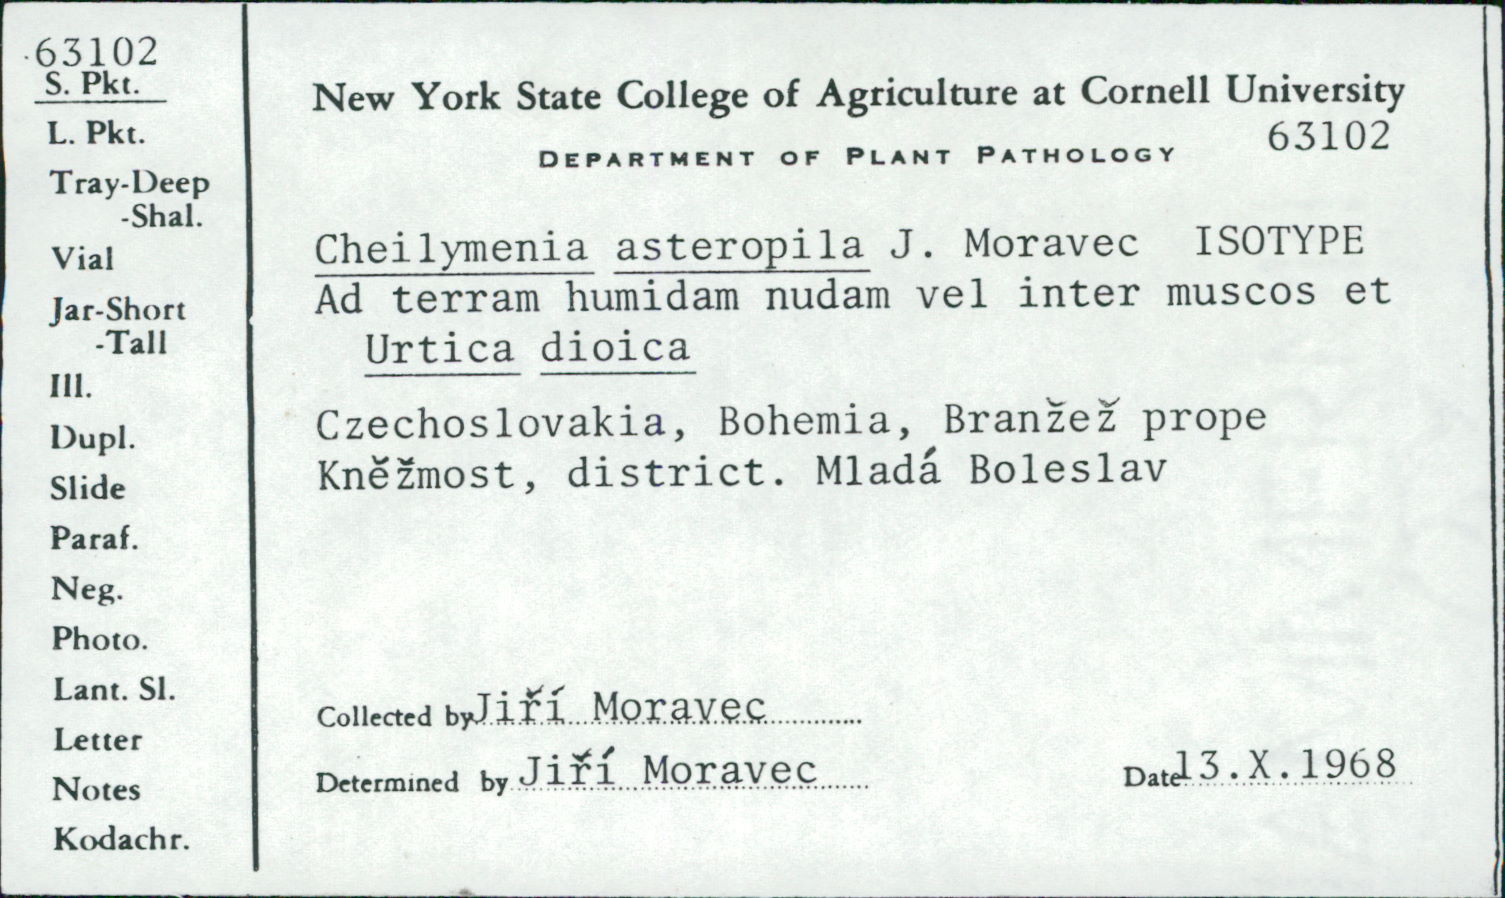 63102
S. Pkt.
L. Pkt.
Tray-Deep
-Shal.
Vial
Jar-Short
-Tall
Ill.
Dupl.
Slide
Paraf.
Neg.
Photo.
Lant. Sl.
Letter
Notes
Kodachr.
New York State College of Agriculture at Cornell University
63102
DEPARTMENT OF PLANT PATHOLOGY
Cheilymenia asteropila J. Moravec ISOTYPE
Ad terram humidam nudam vel inter muscos et
Urtica dioica
Czechoslovakia, Bohemia, Branžež prope
Kněžmost, district. Mladá Boleslav
Collected by Jiří Moravec
Determined by Jiří Moravec
Date 13.X.1968